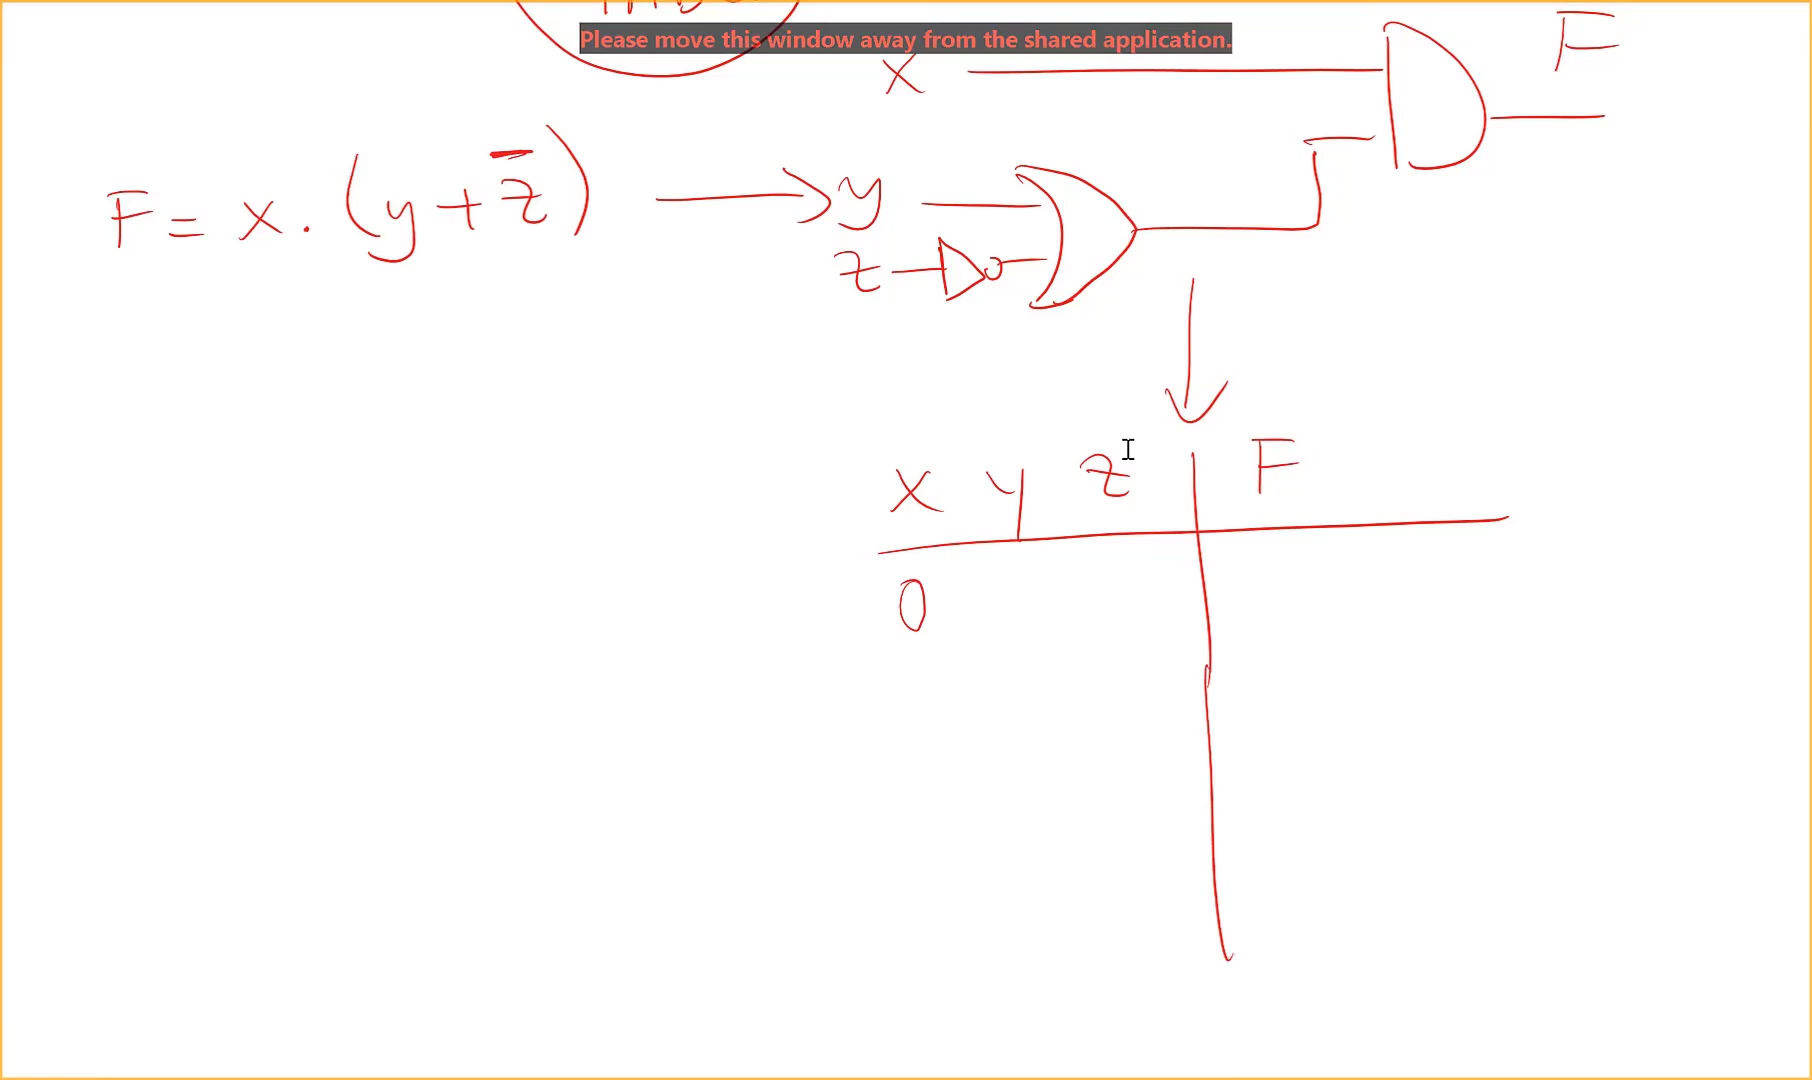 Please move this window away from the shared application.
x F
F = x . (y + z̅) y
z
x y z F
0